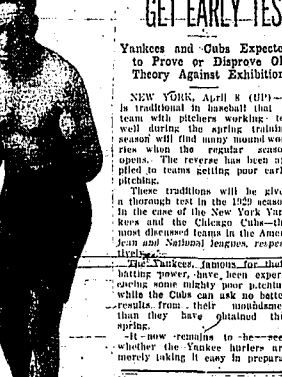 GET EARLY TES
Yankees and Cubs Expecte
to Prove or Disprove Ol
Theory Against Exhibition
NEW YORK, April 8 (UP)—
is traditional in baseball that
team with pitchers working
well during the spring trainin
season will find many mound wor
ries when the regular seaso
opens. The reverse has been ap
plied to teams getting poor earl
pitching.
These traditions will be give
a thorough test in the 1929 seaso
in the case of the New York Yan
kees and the Chicago Cubs—th
most discussed teams in the Amer
ican and National leagues, respec
tively.
The Yankees, famous for their
batting power, have been exper
iencing some mighty poor pitchin
while the Cubs can ask no bette
results from their moundsme
than they have obtained thi
spring.
It now remains to be see
whether the Yankee hurlers ar
merely taking it easy in prepara